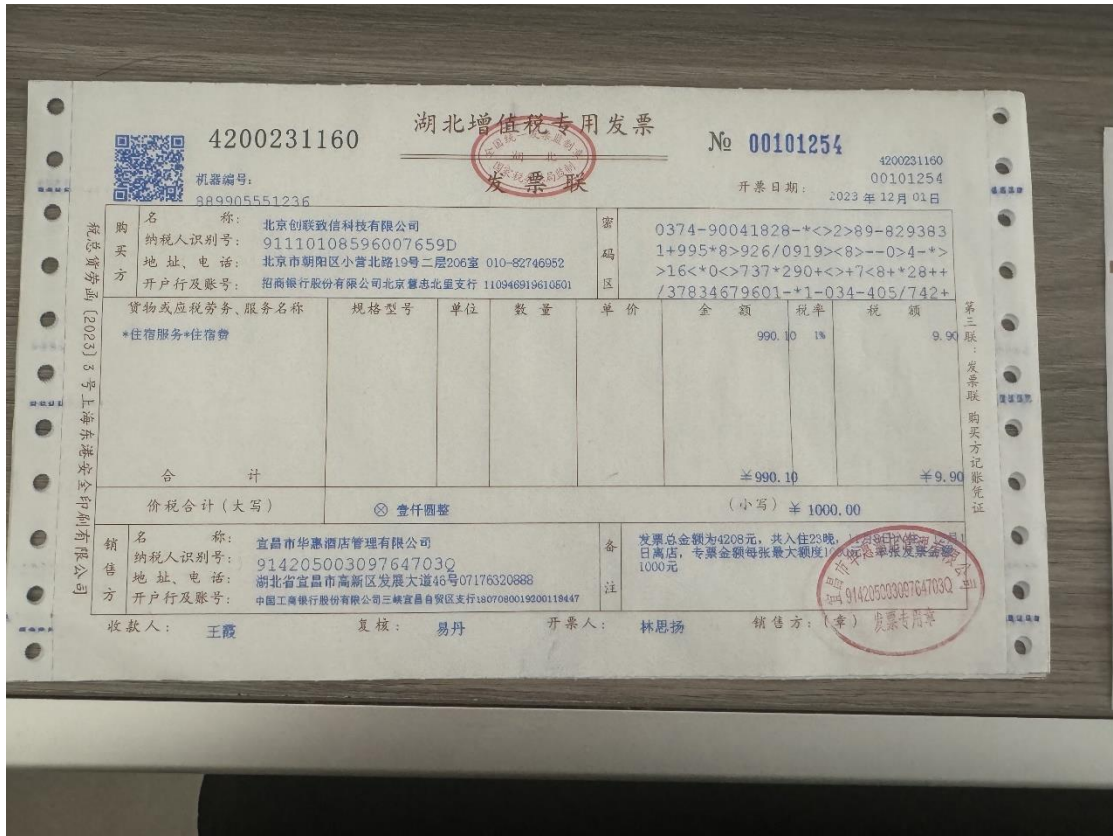 湖北增值税专用发票
发票联
4200231160
№ 00101254
4200231160
00101254
机器编号:
889905551236
开票日期: 2023年12月01日
税总货劳函〔2023〕3号上海东港安全印刷有限公司
购买方
名称: 北京创联致信科技有限公司
纳税人识别号: 91110108596007659D
地址、电话: 北京市朝阳区小营北路19号二层206室 010-82746952
开户行及账号: 招商银行股份有限公司北京慧忠北里支行 110946919610501
密码区
0374-90041828-*<>2>89-829383
1+995*8>926/0919><8>--0>4-*>
>16<*0<>737*290+<>+7<8+*28++
/37834679601-*1-034-405/742+
货物或应税劳务、服务名称 规格型号 单位 数量 单价 金额 税率 税额
*住宿服务*住宿费 990.10 1% 9.90
合计 ¥990.10 ¥9.90
价税合计(大写) ⊗ 壹仟圆整 (小写) ¥ 1000.00
第三联:发票联 购买方记账凭证
销售方
名称: 宜昌市华惠酒店管理有限公司
纳税人识别号: 91420500309764703Q
地址、电话: 湖北省宜昌市高新区发展大道46号07176320888
开户行及账号: 中国工商银行股份有限公司三峡宜昌自贸区支行1807080019200119447
备注
发票总金额为4208元,共入住23晚,
日离店,专票金额每张最大额度 单张发票金额
1000元
收款人: 王霞 复核: 易丹 开票人: 林思扬 销售方:(章)
91420500309764703Q
发票专用章